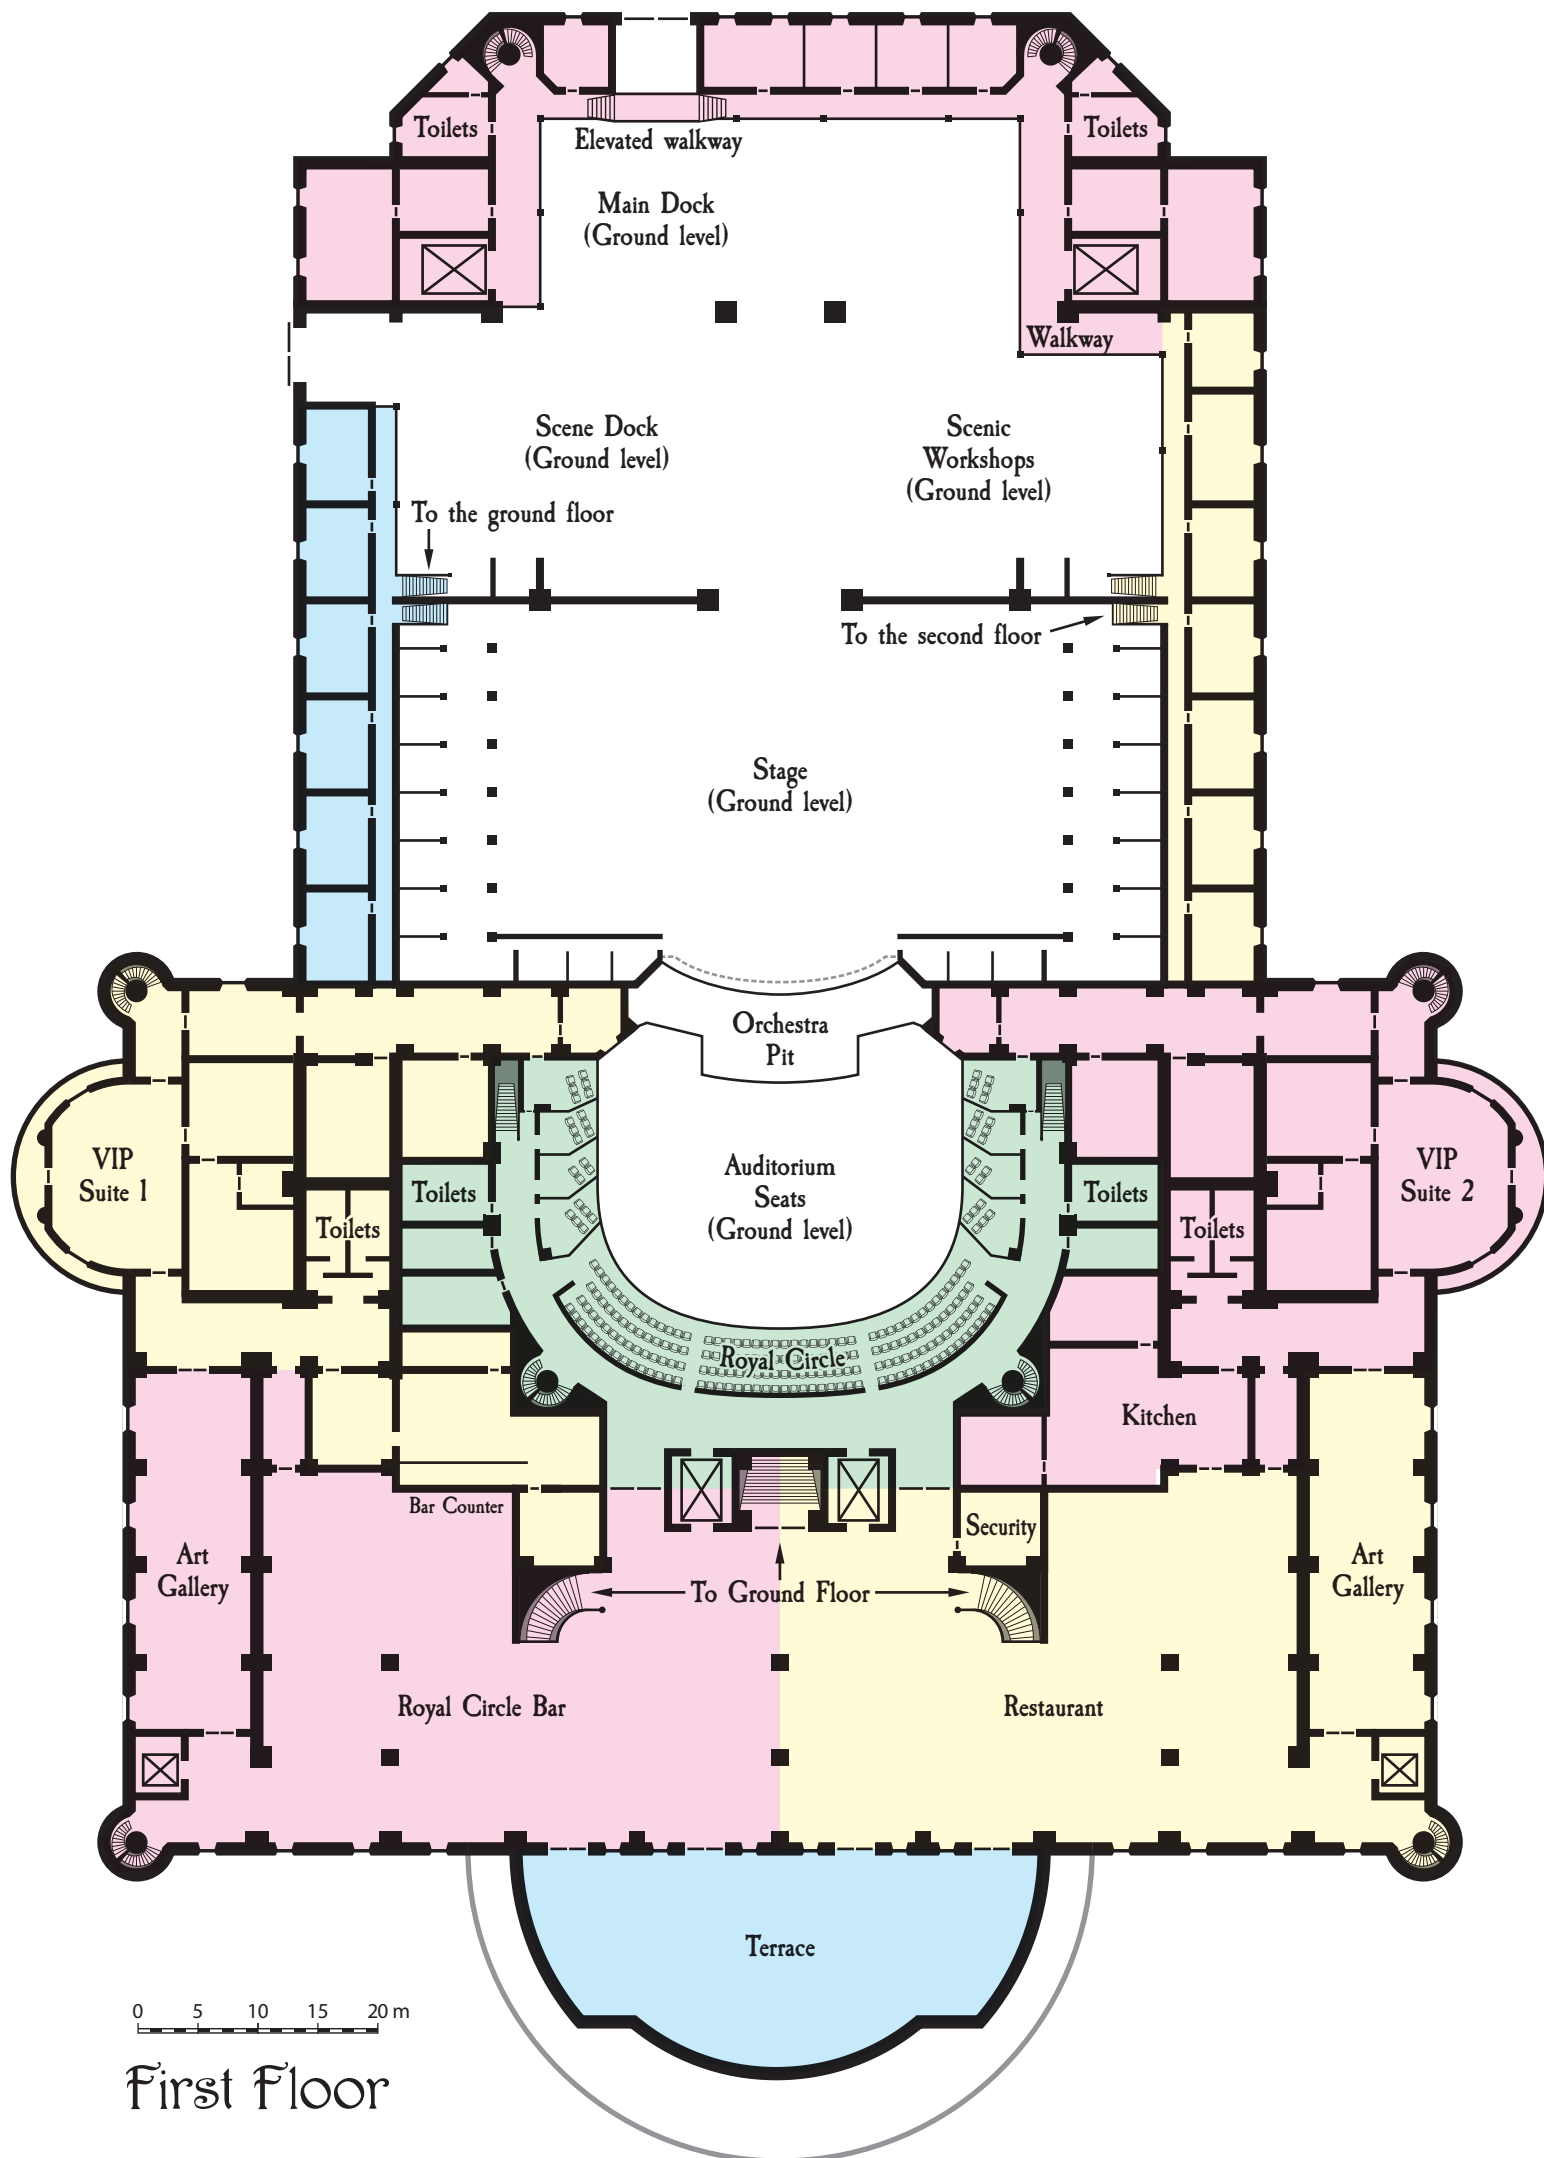 Toilets
Toilets
Elevated walkway
Main Dock
(Ground level)
Walkway
Scene Dock
(Ground level)
Scenic
Workshops
(Ground level)
To the ground floor
To the second floor
Stage
(Ground level)
Orchestra
Pit
VIP
Suite 1
Toilets
Toilets
Auditorium
Seats
(Ground level)
Toilets
Toilets
VIP
Suite 2
Royal Circle
Kitchen
Bar Counter
Security
Art
Gallery
To Ground Floor
Art
Gallery
Royal Circle Bar
Restaurant
Terrace
0 5 10 15 20 m
First Floor